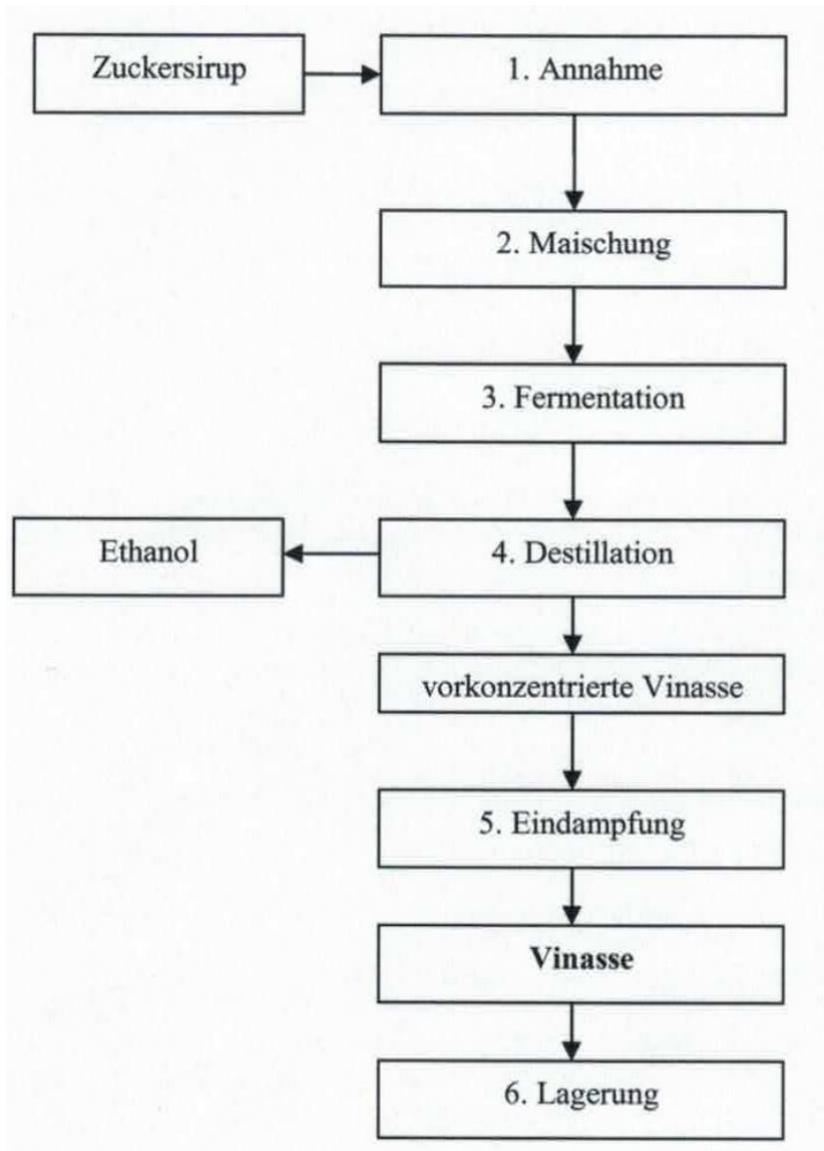 Zuckersirup
1. Annahme
2. Maischung
3. Fermentation
Ethanol
4. Destillation
vorkonzentrierte Vinasse
5. Eindampfung
Vinasse
6. Lagerung